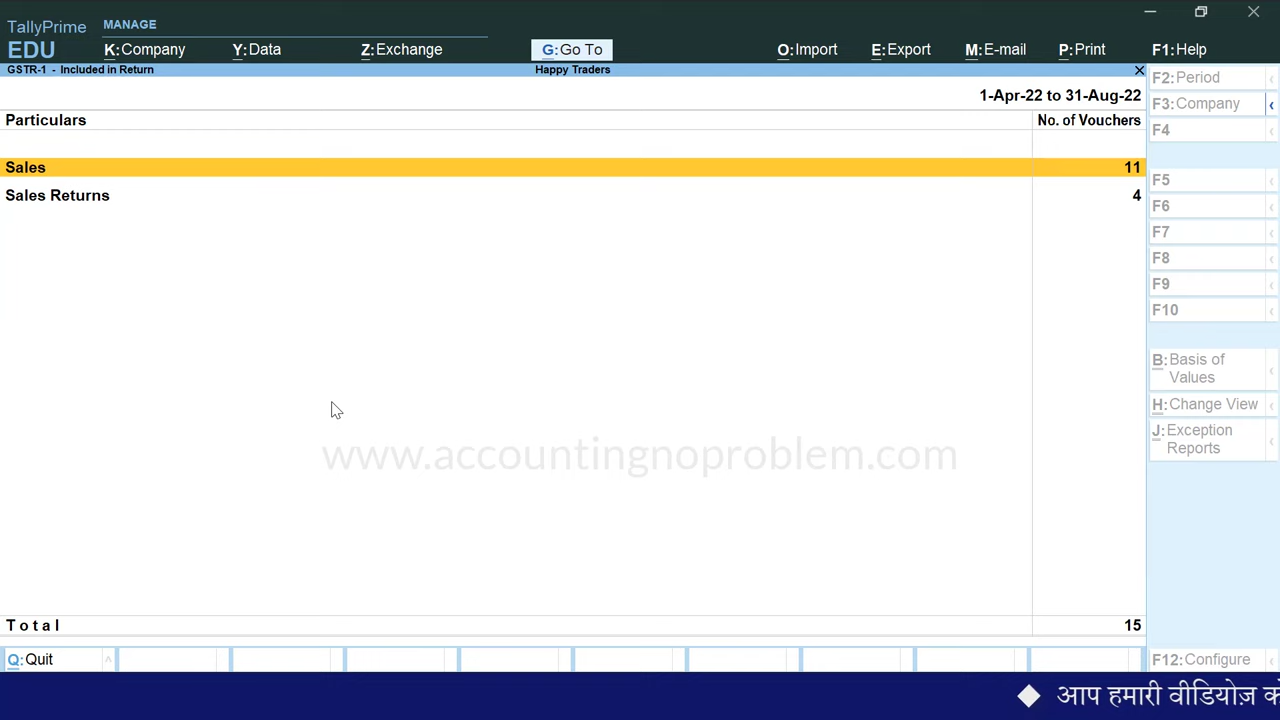 TallyPrime MANAGE
EDU K:Company Y:Data Z:Exchange G:Go To O:Import E:Export M:E-mail P:Print F1:Help
GSTR-1 - Included in Return Happy Traders
1-Apr-22 to 31-Aug-22
Particulars No. of Vouchers
Sales 11
Sales Returns 4
www.accountingnoproblem.com
Total 15
Q:Quit
F2:Period
F3:Company
F4
F5
F6
F7
F8
F9
F10
B:Basis of
Values
H:Change View
J:Exception
Reports
F12:Configure
आप हमारी वीडियोज़ को